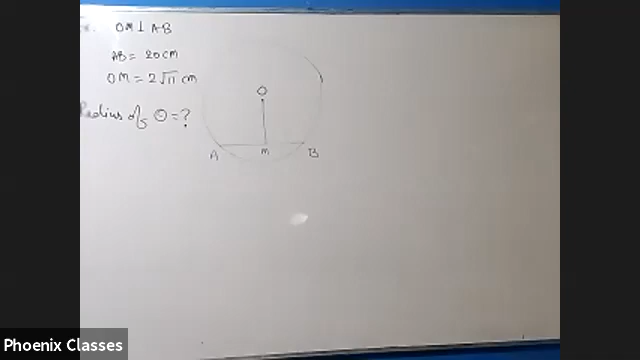 OM ⊥ AB
AB = 20 cm
OM = 2√11 cm
Radius of ⊙ = ?
O
A M B
Phoenix Classes